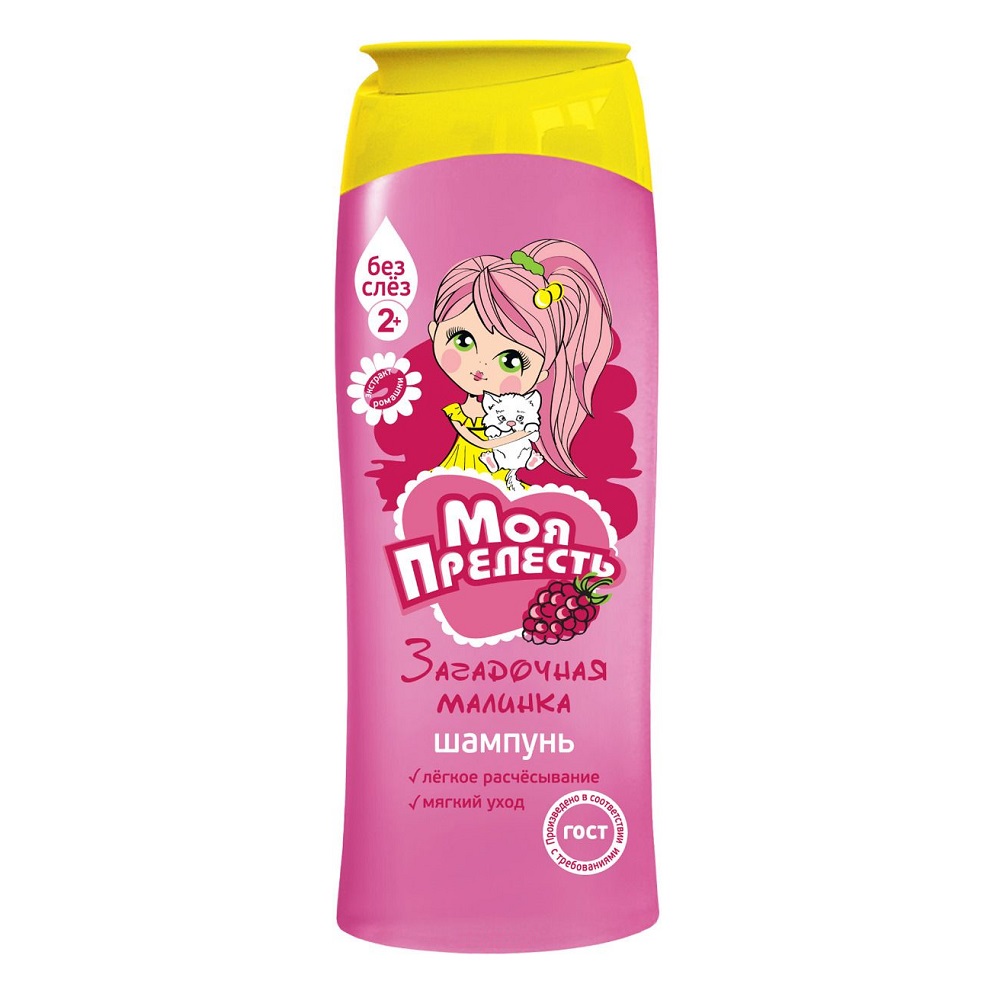 без
слёз
2+
экстракт
ромашки
Моя
Прелесть
Загадочная
малинка
шампунь
✓лёгкое расчёсывание
✓мягкий уход
Произведено в соответствии
гост
с требованиями